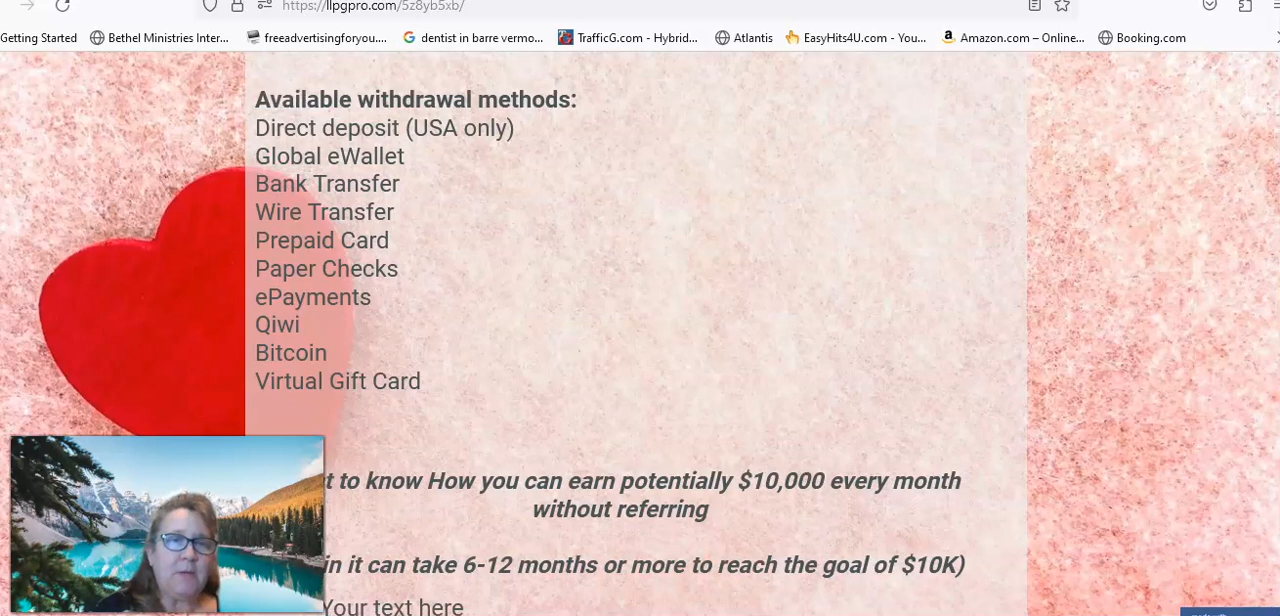 https://llpgpro.com/5z8yb5xb/
Getting Started Bethel Ministries Inter... freeadvertisingforyou.... dentist in barre vermo... TrafficG.com - Hybrid... Atlantis EasyHits4U.com - You... Amazon.com – Online... Booking.com
Available withdrawal methods:
Direct deposit (USA only)
Global eWallet
Bank Transfer
Wire Transfer
Prepaid Card
Paper Checks
ePayments
Qiwi
Bitcoin
Virtual Gift Card
t to know How you can earn potentially $10,000 every month
without referring
in it can take 6-12 months or more to reach the goal of $10K)
Your text here